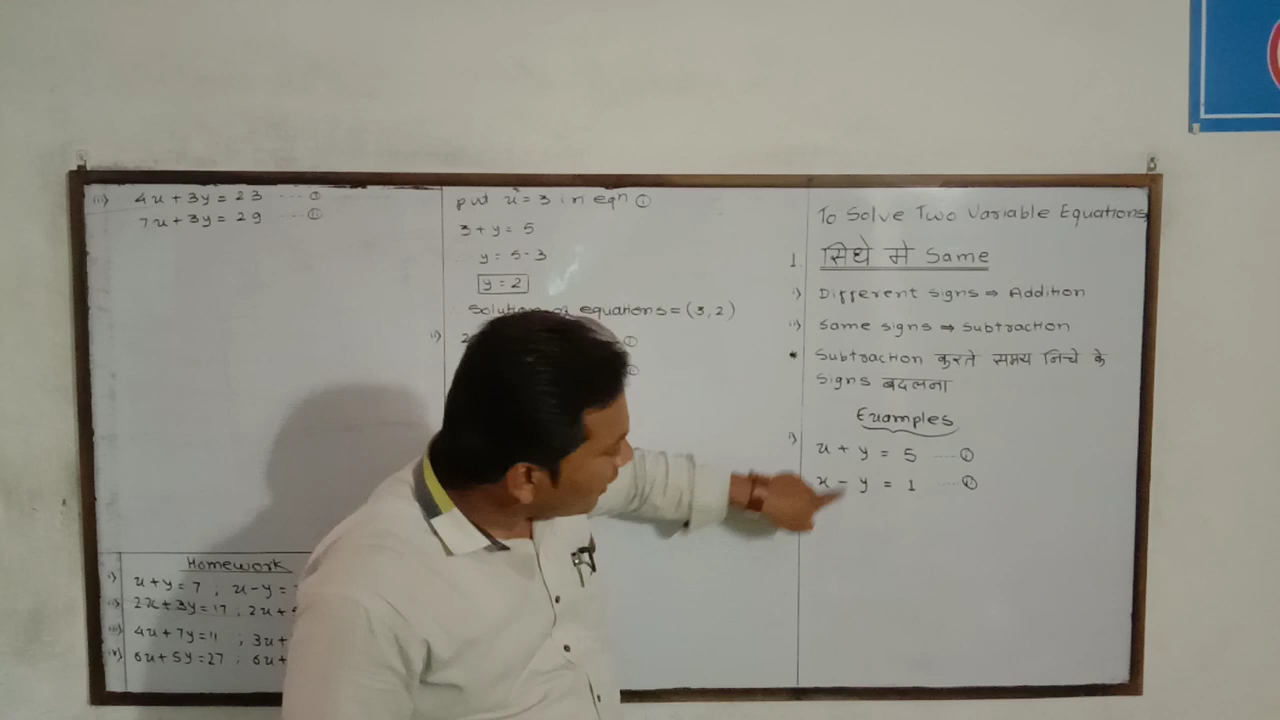 iii) 4x + 3y = 23 ---- ①
7x + 3y = 29 ---- ②
Homework
i) x + y = 7 ; x - y =
ii) 2x + 3y = 17 ; 2x +
iii) 4x + 7y = 11 ; 3x +
iv) 6x + 5y = 27 ; 6x +
put x = 3 in eqn ①
3 + y = 5
y = 5 - 3
y = 2
equations = (3, 2)
ii) 2 ①
To Solve Two Variable Equations
1. सिधे मे Same
i) Different signs ⇒ Addition
ii) Same signs ⇒ Subtraction
• Subtraction करते समय निचे के
Signs बदलना
Examples
i) x + y = 5 ---- ①
x - y = 1 ---- ②